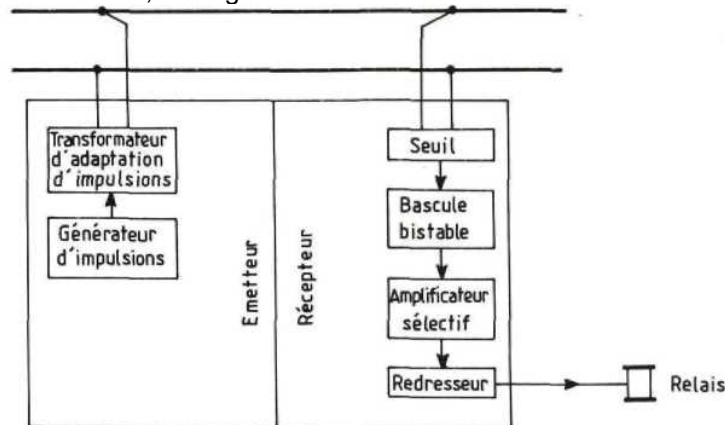 Transformateur
d'adaptation
d'impulsions
Générateur
d'impulsions
Emetteur
Récepteur
Seuil
Bascule
bistable
Amplificateur
sélectif
Redresseur
Relais